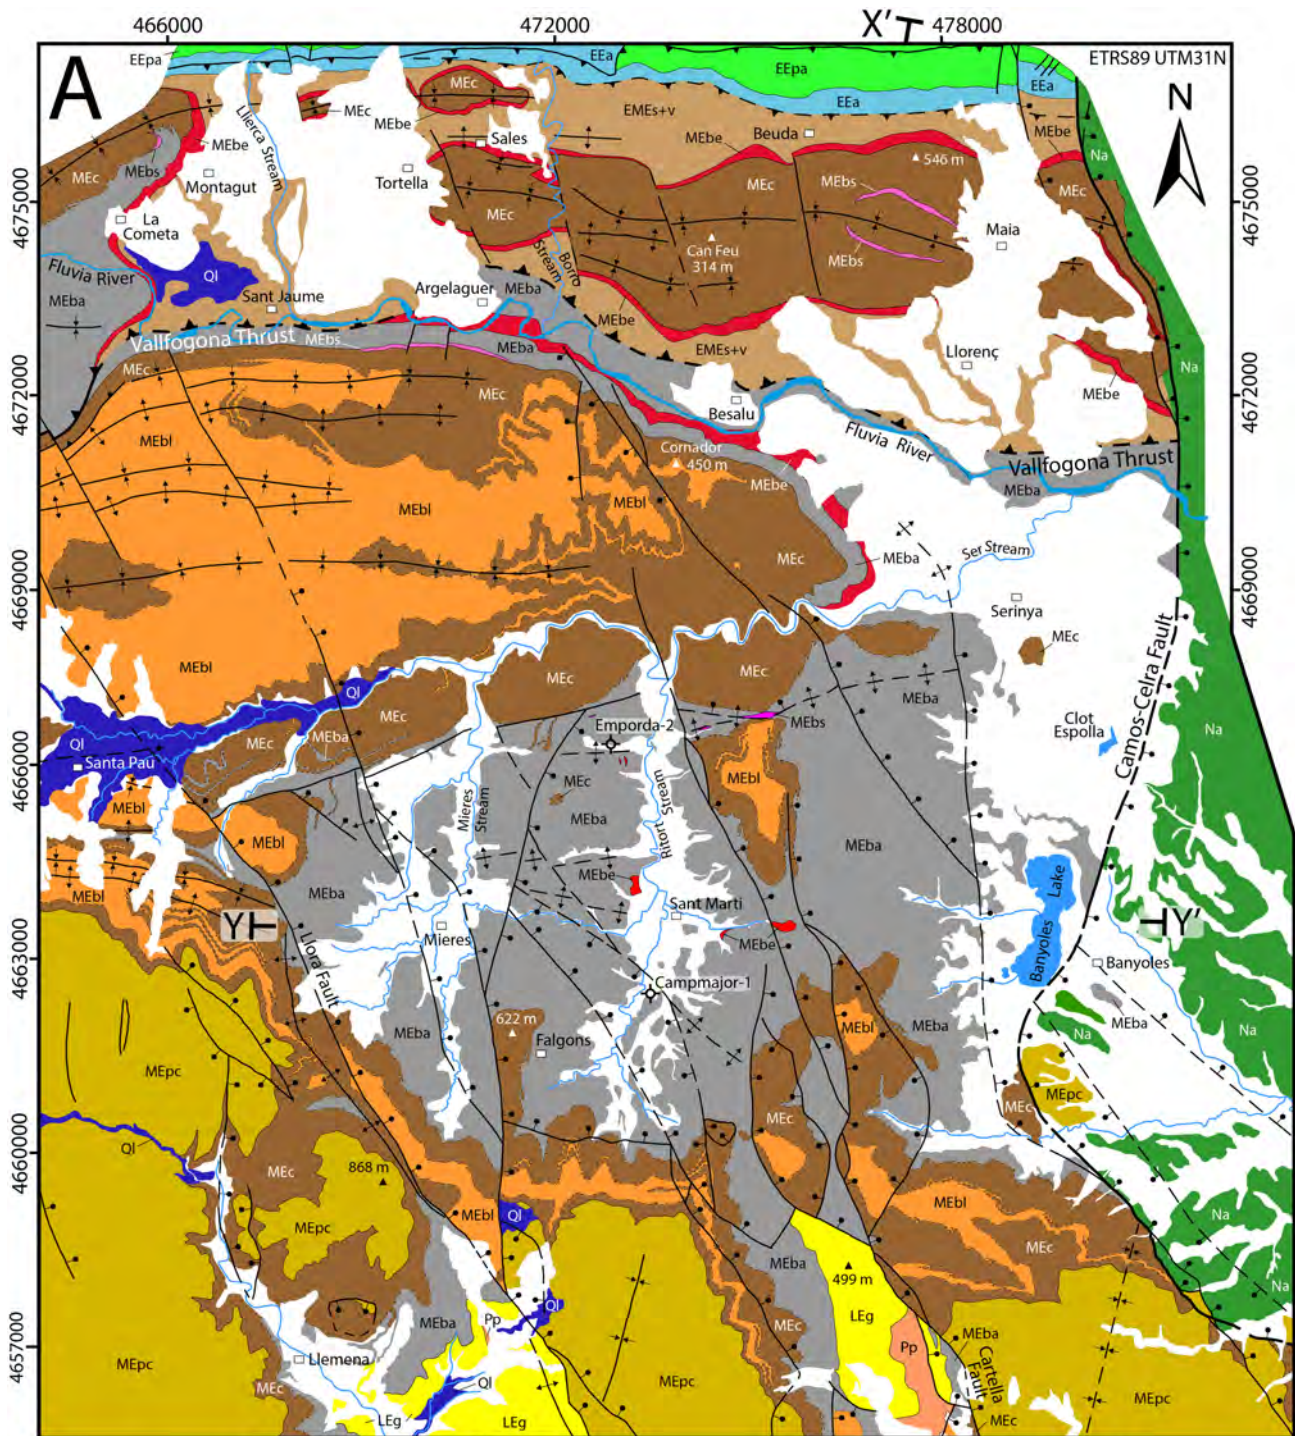 466000
472000
X'
478000
A
ETRS89 UTM31N
N
EEpa
EEa
EEpa
EEa
EEa
MEc
MEc
MEbe
MEbe
MEbe
EMEs+v
MEbe
Beuda
MEbe
Na
Llierca Stream
Sales
546 m
MEbs
MEc
Montagut
Tortella
MEc
MEc
MEbs
MEc
4675000
4675000
La
Cometa
Maia
Can Feu
314 m
MEbs
Borro
Stream
Fluvia River
Ql
MEba
Sant Jaume
Argelaguer
MEba
MEbe
Vallfogona Thrust
MEbs
MEba
EMEs+v
Llorenç
Na
MEc
MEc
MEbe
4672000
4672000
Besalu
MEbl
Fluvia River
Cornador
450 m
Vallfogona Thrust
MEbe
MEba
MEbl
MEbl
MEc
MEba
Ser Stream
4669000
4669000
Serinya
MEc
MEbl
Camos-Celra Fault
Ql
MEc
MEc
MEba
Na
MEbs
Emporda-2
Clot
Espolla
Ql
MEc
MEba
4666000
4666000
Santa Pau
MEc
MEbl
MEbl
Mieres
Stream
MEba
Ritort Stream
MEbl
MEba
MEba
MEbe
MEbl
Lake
Banyoles
Sant Marti
Y
Y'
Mieres
MEbe
4663000
4663000
Llora Fault
Banyoles
Campmajor-1
MEba
622 m
MEbl
MEba
MEba
Na
Na
Falgons
MEpc
MEpc
MEc
MEc
Ql
4660000
4660000
868 m
MEc
MEbl
MEpc
MEbl
Ql
MEc
Na
MEba
499 m
Na
Ql
MEba
LEg
Pp
MEc
Pp
MEba
Cartella
Fault
4657000
4657000
MEpc
Llemena
MEpc
MEpc
MEc
Ql
LEg
LEg
MEc